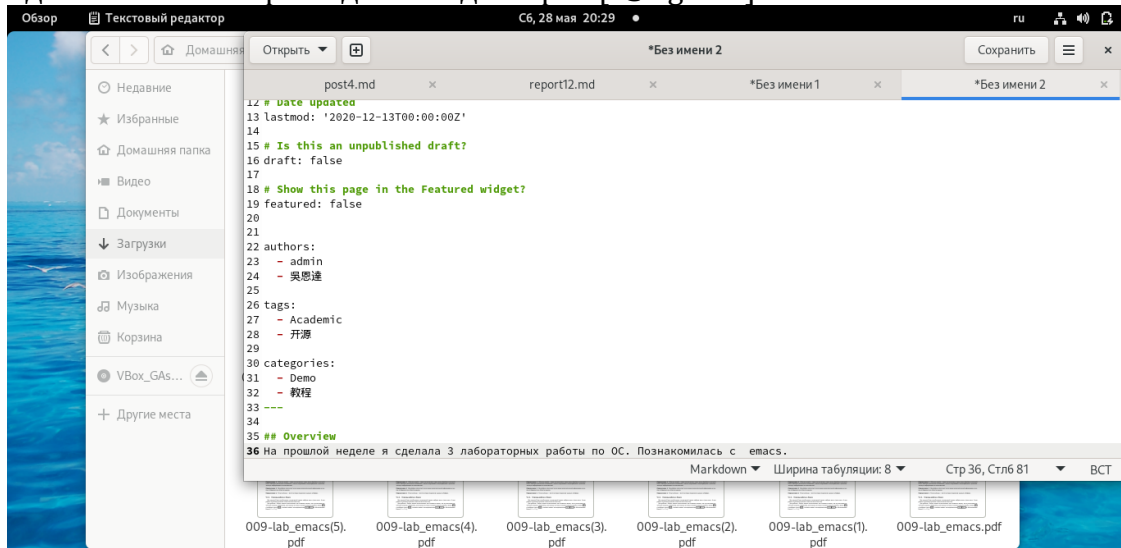 Обзор Текстовый редактор Сб, 28 мая 20:29 ru
Домашняя
Открыть *Без имени 2 Сохранить
post4.md report12.md *Без имени 1 *Без имени 2
Недавние
Избранные
Домашняя папка
Видео
Документы
Загрузки
Изображения
Музыка
Корзина
VBox_GAs...
Другие места
12 # Date updated
13 lastmod: '2020-12-13T00:00:00Z'
14
15 # Is this an unpublished draft?
16 draft: false
17
18 # Show this page in the Featured widget?
19 featured: false
20
21
22 authors:
23 - admin
24 - 吳恩達
25
26 tags:
27 - Academic
28 - 开源
29
30 categories:
31 - Demo
32 - 教程
33 ---
34
35 ## Overview
36 На прошлой неделе я сделала 3 лабораторных работы по ОС. Познакомилась с emacs.
Markdown Ширина табуляции: 8 Стр 36, Стлб 81 ВСТ
009-lab_emacs(5).pdf
009-lab_emacs(4).pdf
009-lab_emacs(3).pdf
009-lab_emacs(2).pdf
009-lab_emacs(1).pdf
009-lab_emacs.pdf